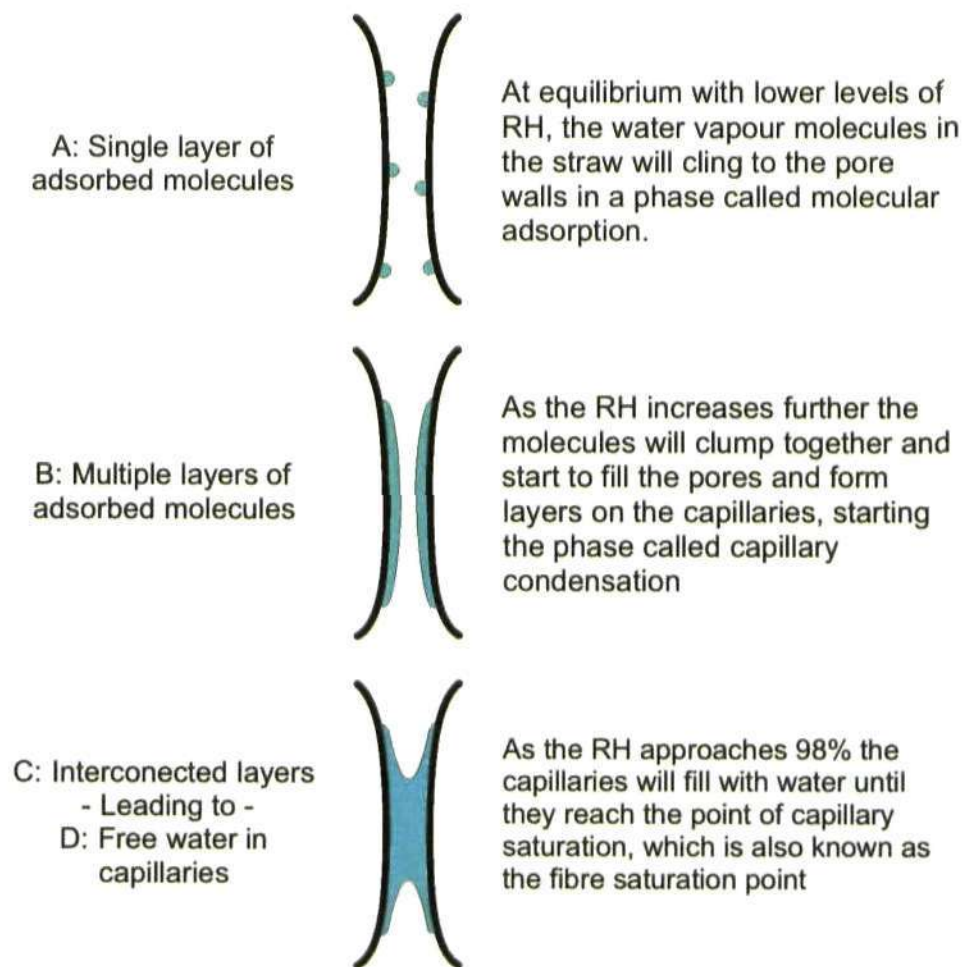 A: Single layer of
adsorbed molecules
At equilibrium with lower levels of
RH, the water vapour molecules in
the straw will cling to the pore
walls in a phase called molecular
adsorption.
B: Multiple layers of
adsorbed molecules
As the RH increases further the
molecules will clump together and
start to fill the pores and form
layers on the capillaries, starting
the phase called capillary
condensation
C: Interconected layers
- Leading to -
D: Free water in
capillaries
As the RH approaches 98% the
capillaries will fill with water until
they reach the point of capillary
saturation, which is also known as
the fibre saturation point